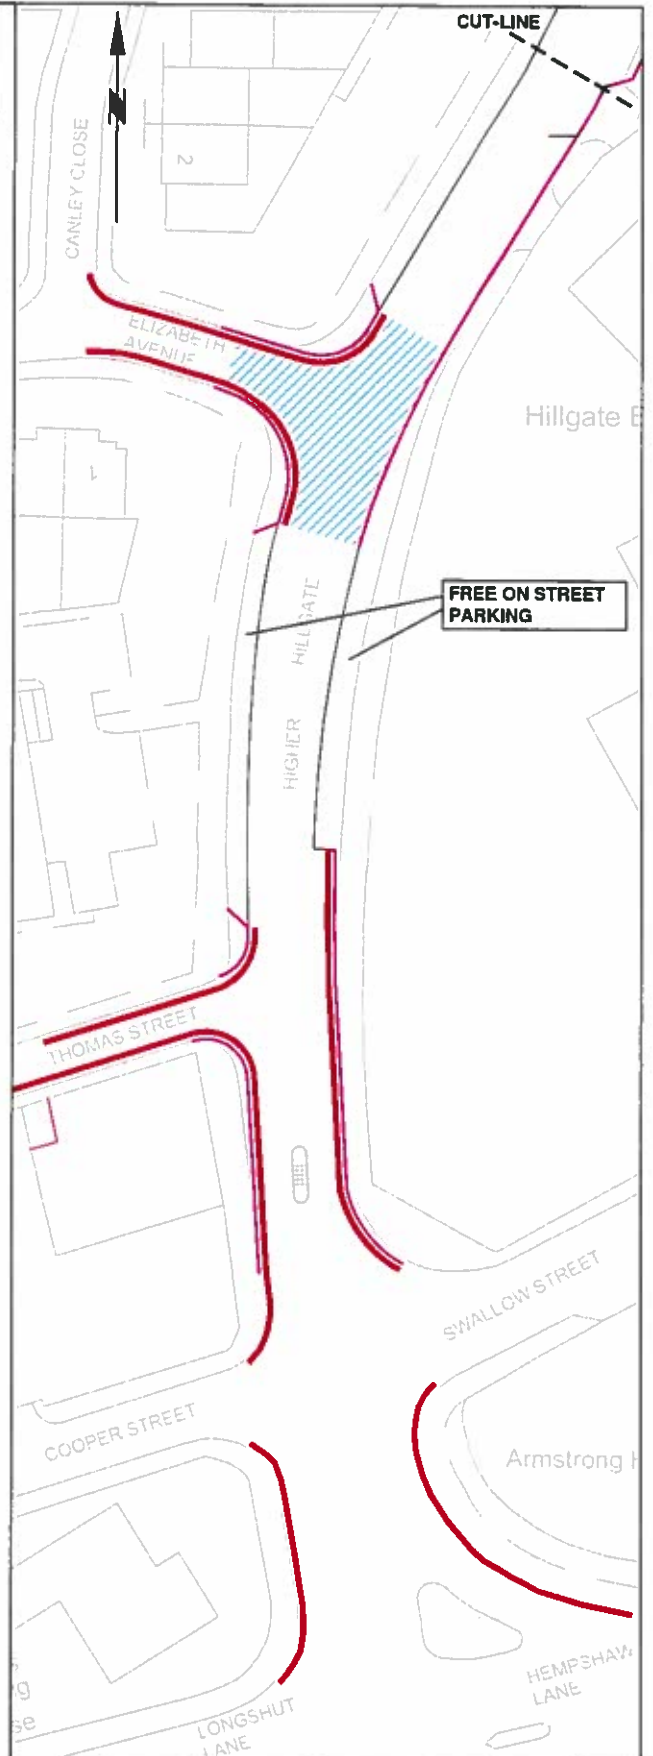 CUT-LINE
CANLEY CLOSE
2
ELIZABETH
AVENUE
Hillgate
1
FREE ON STREET
PARKING
HIGHER HILLGATE
THOMAS STREET
SWALLOW STREET
COOPER STREET
Armstrong
HEMPSHAW
LANE
LONGSHUT
LANE